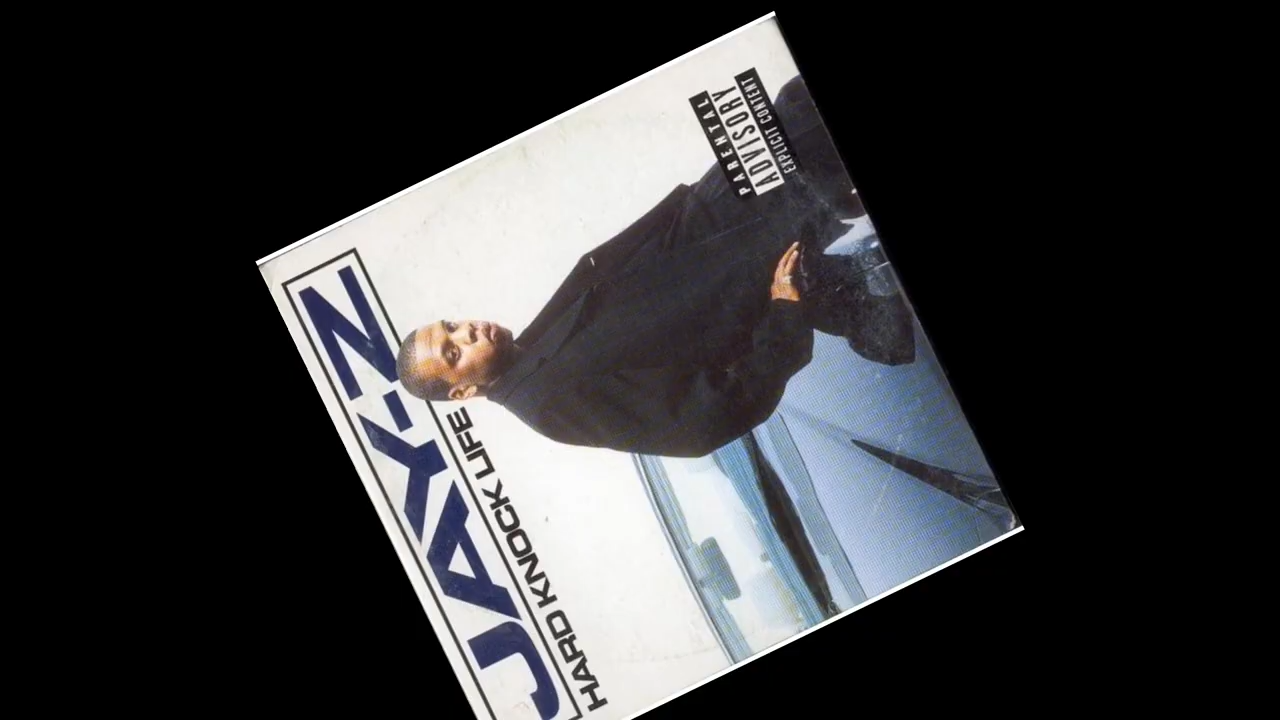 JAY-Z
HARD KNOCK LIFE
PARENTAL
ADVISORY
EXPLICIT CONTENT